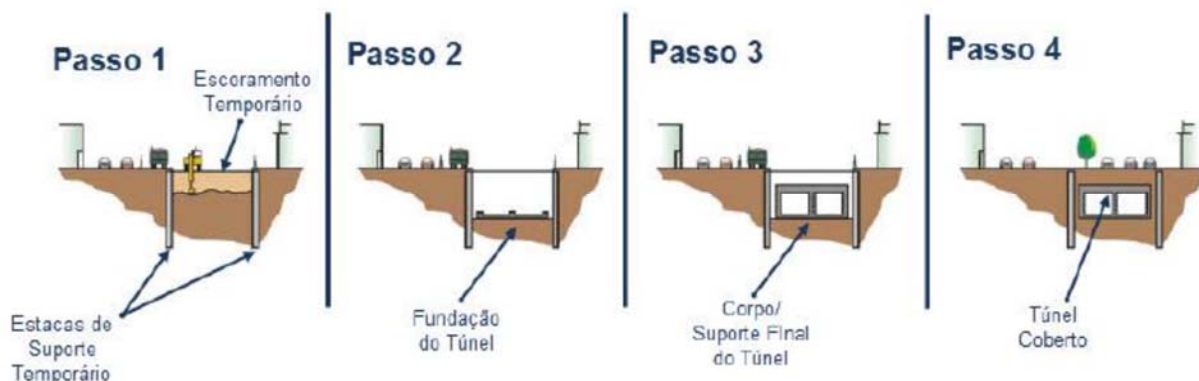 Passo 1
Escoramento
Temporário
Estacas de
Suporte
Temporário
Passo 2
Fundação
do Túnel
Passo 3
Corpo/
Suporte Final
do Túnel
Passo 4
Túnel
Coberto